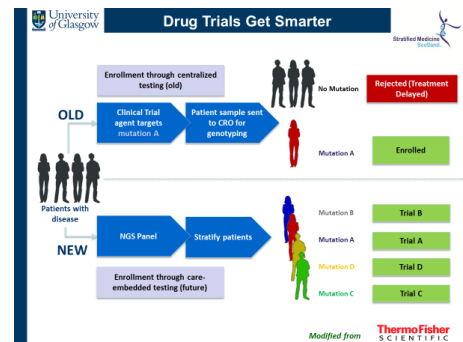 University
of Glasgow
Drug Trials Get Smarter
Stratified Medicine
Scotland
Enrollment through centralized
testing (old)
No Mutation
Rejected (Treatment
Delayed)
OLD
Clinical Trial
agent targets
mutation A
Patient sample sent
to CRO for
genotyping
Mutation A
Enrolled
Patients with
disease
NEW
NGS Panel
Stratify patients
Mutation B
Trial B
Mutation A
Trial A
Mutation D
Trial D
Mutation C
Trial C
Enrollment through care-
embedded testing (future)
Modified from
ThermoFisher
SCIENTIFIC